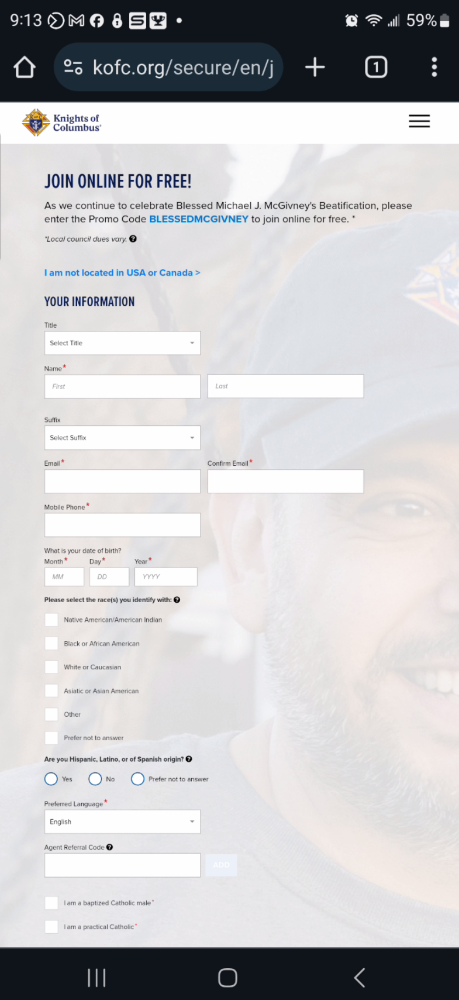 9:13
59%
kofc.org/secure/en/j
1
Knights of
Columbus®
JOIN ONLINE FOR FREE!
As we continue to celebrate Blessed Michael J. McGivney's Beatification, please
enter the Promo Code BLESSEDMCGIVNEY to join online for free. *
*Local council dues vary. ?
I am not located in USA or Canada >
YOUR INFORMATION
Title
Select Title
Name*
First Last
Suffix
Select Suffix
Email* Confirm Email*
Mobile Phone*
What is your date of birth?
Month* Day* Year*
MM DD YYYY
Please select the race(s) you identify with: ?
Native American/American Indian
Black or African American
White or Caucasian
Asiatic or Asian American
Other
Prefer not to answer
Are you Hispanic, Latino, or of Spanish origin? ?
Yes No Prefer not to answer
Preferred Language*
English
Agent Referral Code ?
ADD
I am a baptized Catholic male*
I am a practical Catholic*